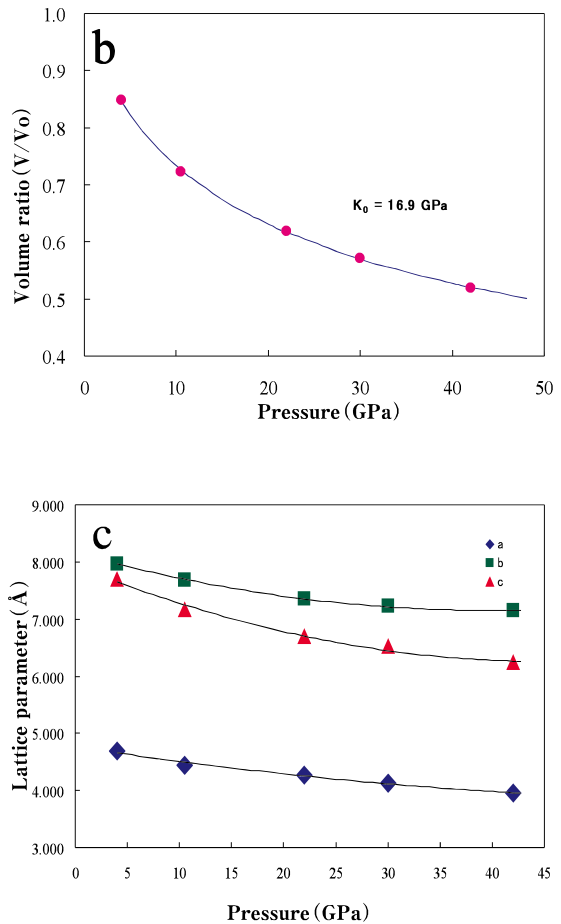 b
1.0
0.9
0.8
0.7
0.6
0.5
0.4
Volume ratio (V/Vo)
K₀ = 16.9 GPa
0 10 20 30 40 50
Pressure (GPa)
c
9.000
8.000
7.000
6.000
5.000
4.000
3.000
Lattice parameter (Å)
a
b
c
0 5 10 15 20 25 30 35 40 45
Pressure (GPa)